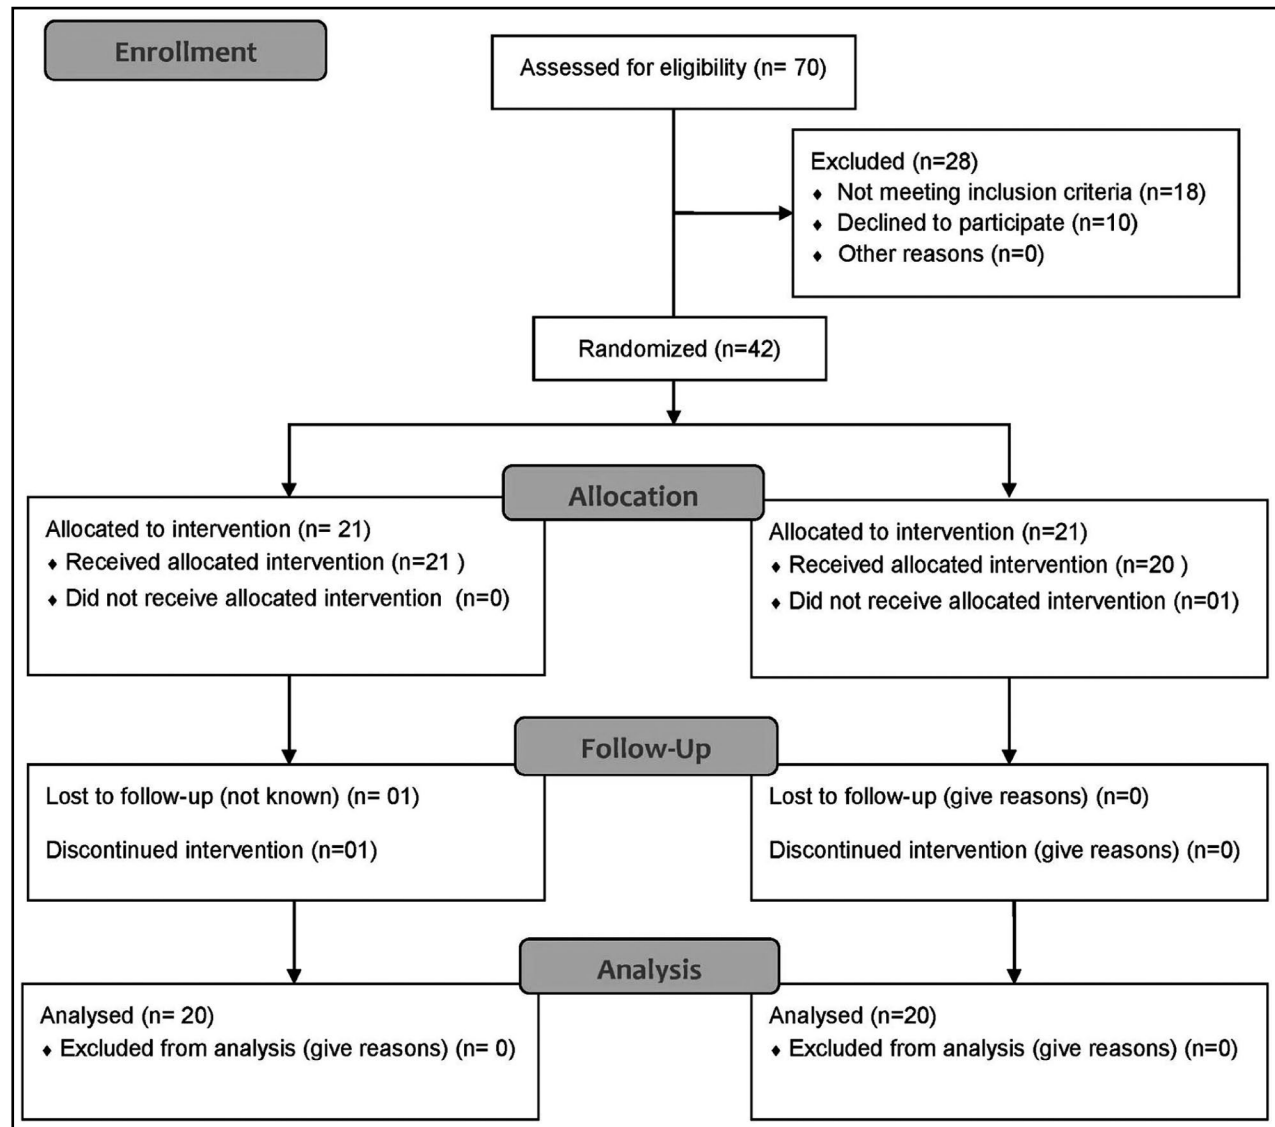 Enrollment
Assessed for eligibility (n= 70)
Excluded (n=28)
♦ Not meeting inclusion criteria (n=18)
♦ Declined to participate (n=10)
♦ Other reasons (n=0)
Randomized (n=42)
Allocation
Allocated to intervention (n= 21)
♦ Received allocated intervention (n=21 )
♦ Did not receive allocated intervention (n=0)
Allocated to intervention (n=21)
♦ Received allocated intervention (n=20 )
♦ Did not receive allocated intervention (n=01)
Follow-Up
Lost to follow-up (not known) (n= 01)
Discontinued intervention (n=01)
Lost to follow-up (give reasons) (n=0)
Discontinued intervention (give reasons) (n=0)
Analysis
Analysed (n= 20)
♦ Excluded from analysis (give reasons) (n= 0)
Analysed (n=20)
♦ Excluded from analysis (give reasons) (n=0)